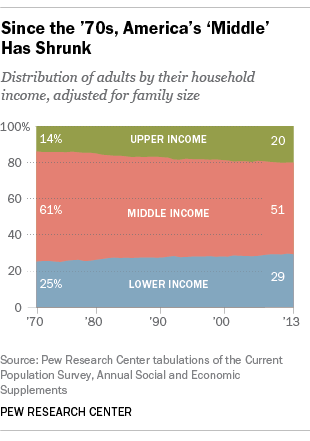 Since the ’70s, America’s ‘Middle’
Has Shrunk
Distribution of adults by their household
income, adjusted for family size
100%
14%
UPPER INCOME
20
80
60
61%
MIDDLE INCOME
51
40
20
25%
LOWER INCOME
29
0
’70
’80
’90
’00
’13
Source: Pew Research Center tabulations of the Current
Population Survey, Annual Social and Economic
Supplements
PEW RESEARCH CENTER